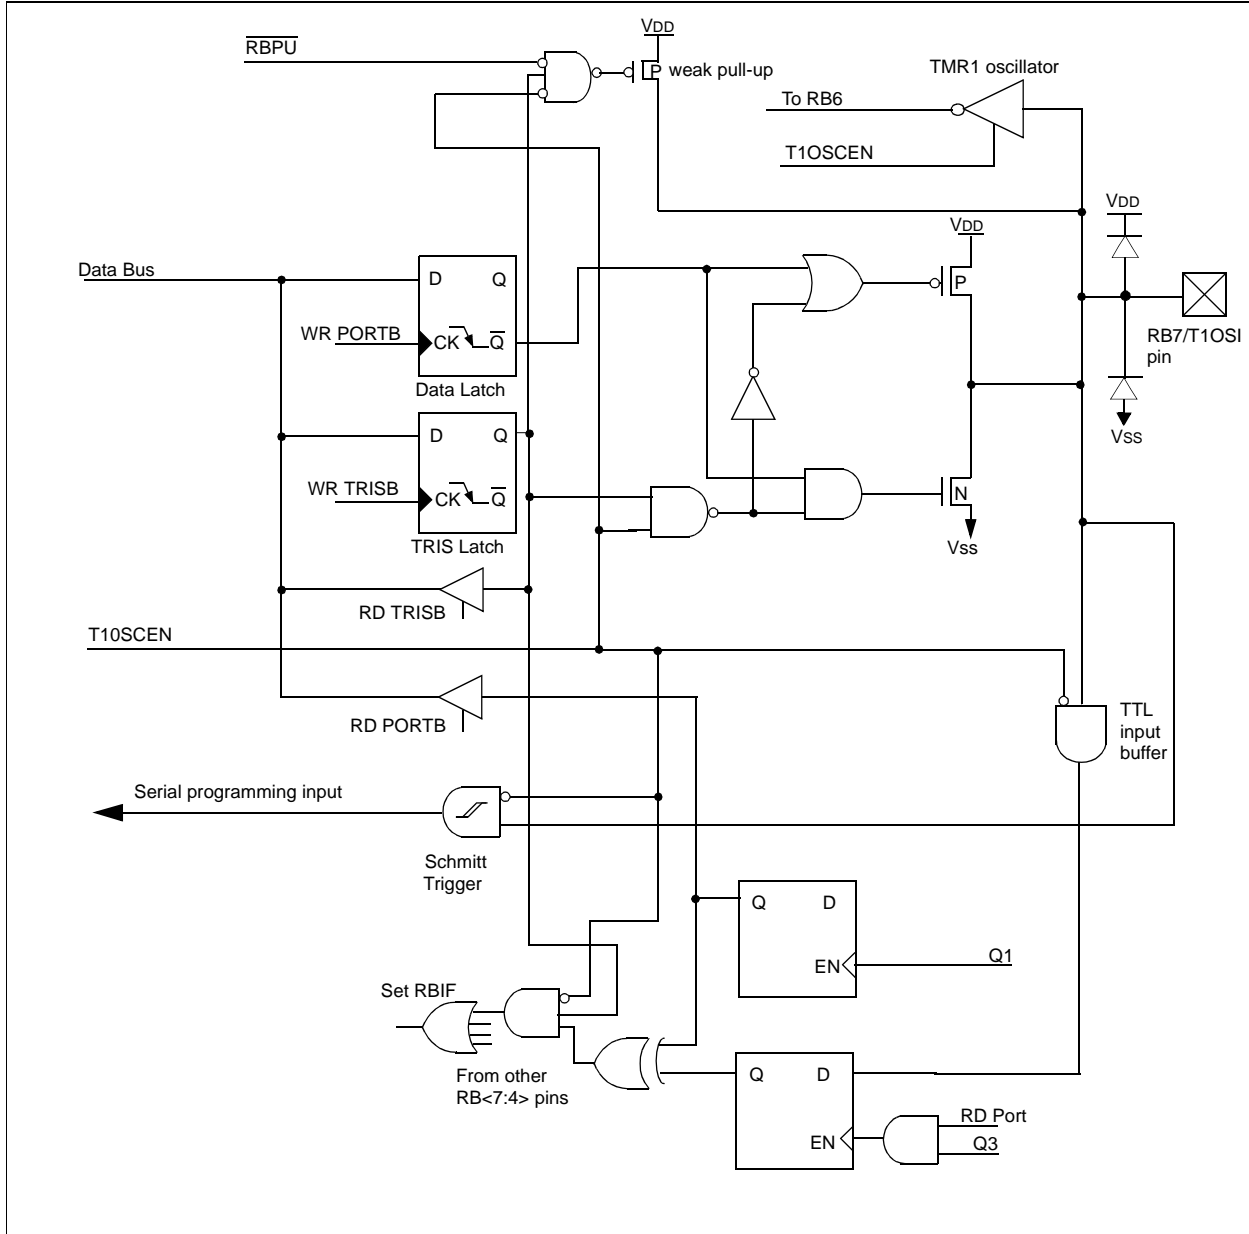 VDD
RBPU
P
weak pull-up
TMR1 oscillator
To RB6
T1OSCEN
VDD
VDD
Data Bus
D
Q
P
WR PORTB
CK
Q
RB7/T1OSI
pin
Data Latch
D
Q
VSS
WR TRISB
CK
Q
N
TRIS Latch
Vss
RD TRISB
T10SCEN
RD PORTB
TTL
input
buffer
Serial programming input
Schmitt
Trigger
Q
D
EN
Q1
Set RBIF
From other
RB<7:4> pins
Q
D
RD Port
EN
Q3